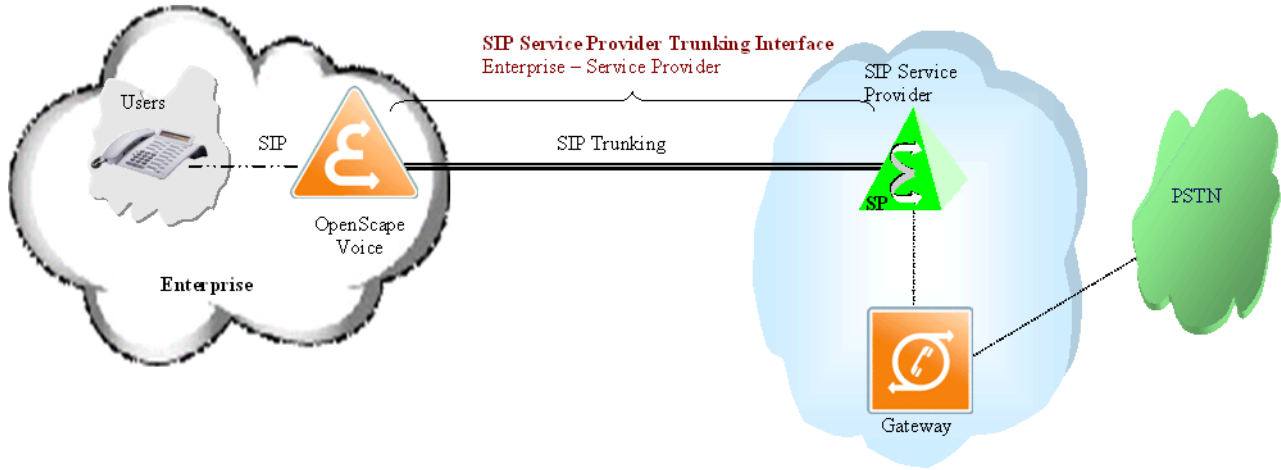 SIP Service Provider Trunking Interface
Enterprise – Service Provider
SIP Service
Provider
Users
SIP
SIP Trunking
PSTN
SP
OpenScape
Voice
Enterprise
Gateway